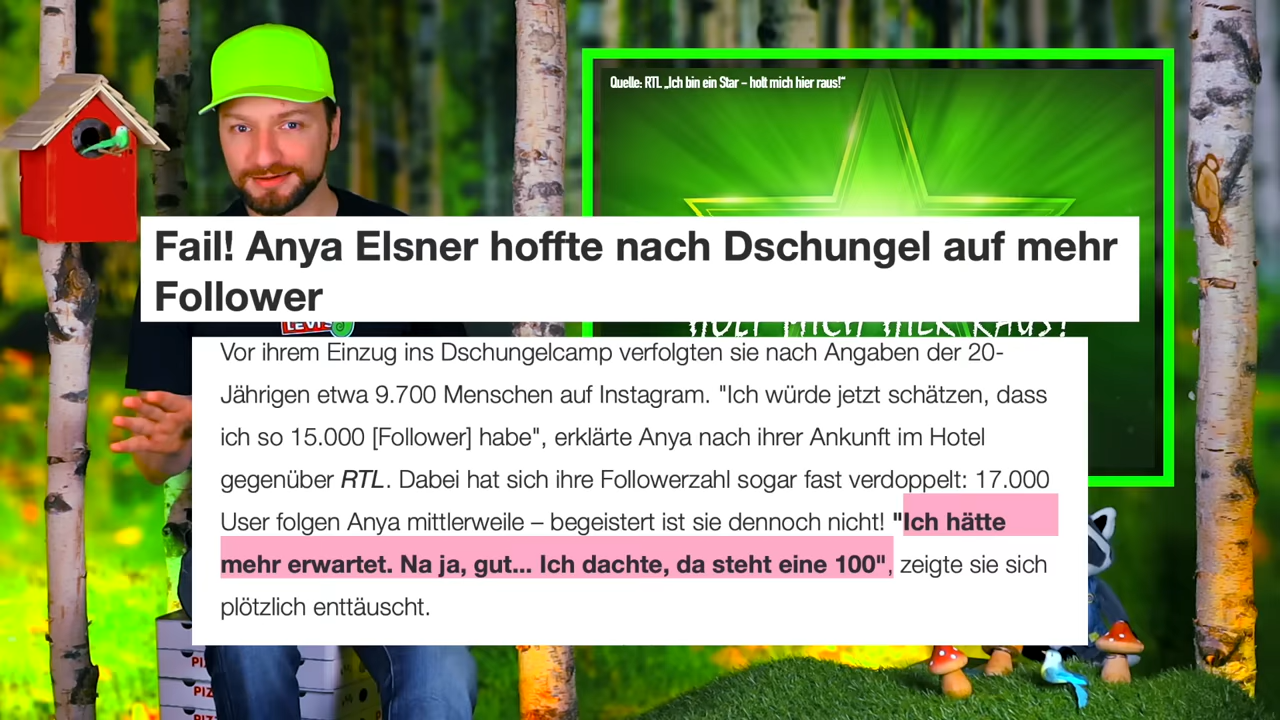 Quelle: RTL „Ich bin ein Star – holt mich hier raus!“
Fail! Anya Elsner hoffte nach Dschungel auf mehr
Follower
HOLT MICH HIER RAUS!
Vor ihrem Einzug ins Dschungelcamp verfolgten sie nach Angaben der 20-
Jährigen etwa 9.700 Menschen auf Instagram. "Ich würde jetzt schätzen, dass
ich so 15.000 [Follower] habe", erklärte Anya nach ihrer Ankunft im Hotel
gegenüber RTL. Dabei hat sich ihre Followerzahl sogar fast verdoppelt: 17.000
User folgen Anya mittlerweile – begeistert ist sie dennoch nicht! "Ich hätte
mehr erwartet. Na ja, gut... Ich dachte, da steht eine 100", zeigte sie sich
plötzlich enttäuscht.